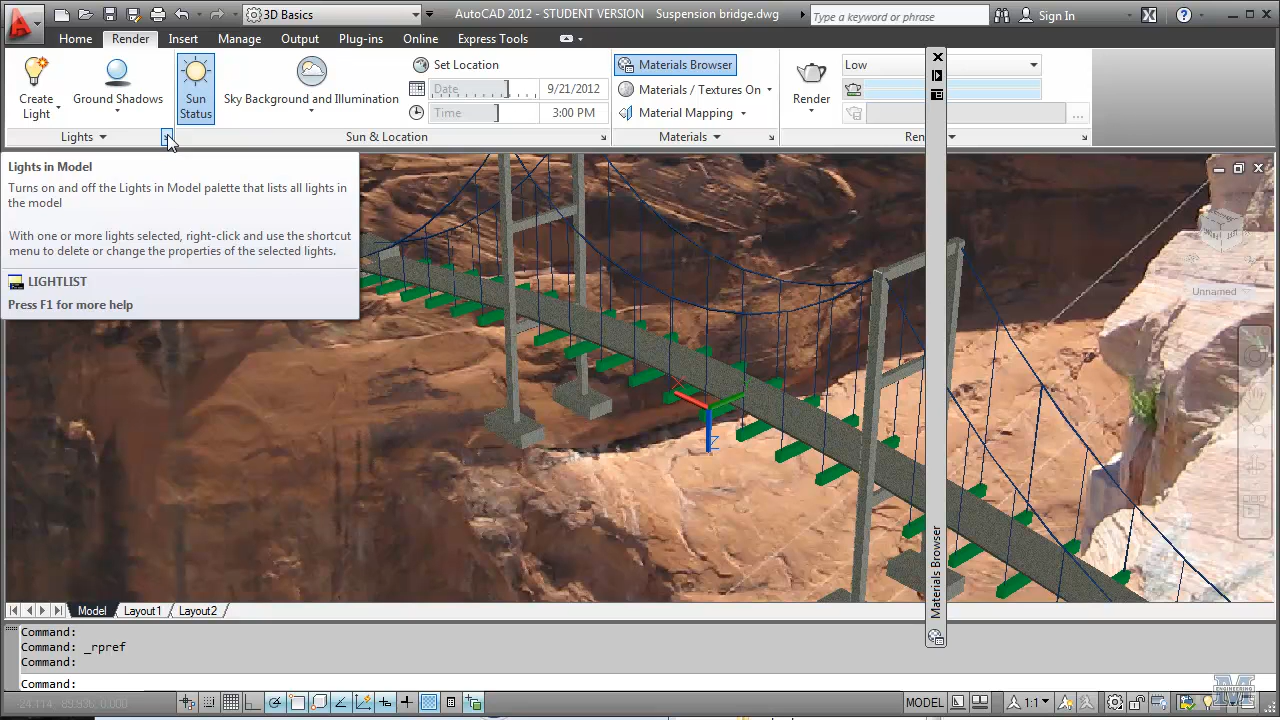 3D Basics
AutoCAD 2012 - STUDENT VERSION Suspension bridge.dwg
Type a keyword or phrase
Sign In
Home Render Insert Manage Output Plug-ins Online Express Tools
Create Light
Ground Shadows
Sun Status
Sky Background and Illumination
Set Location
Date 9/21/2012
Time 3:00 PM
Materials Browser
Materials / Textures On
Material Mapping
Render
Low
Lights
Sun & Location
Materials
Lights in Model
Turns on and off the Lights in Model palette that lists all lights in
the model
With one or more lights selected, right-click and use the shortcut
menu to delete or change the properties of the selected lights.
LIGHTLIST
Press F1 for more help
Unnamed
X
Z
Materials Browser
Model Layout1 Layout2
Command:
Command: _rpref
Command:
Command:
MODEL
1:1
ENGINEERING